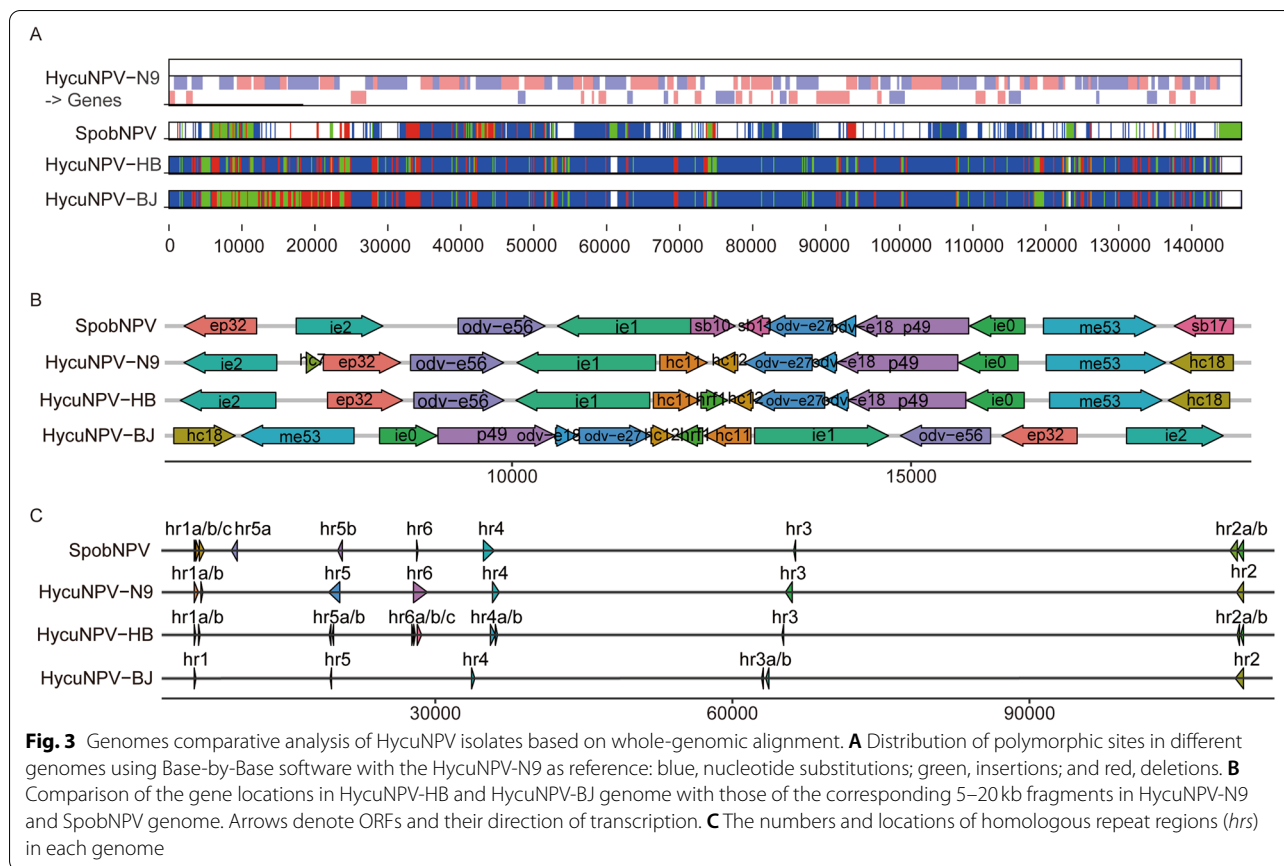 A
HycuNPV−N9
-> Genes
SpobNPV
HycuNPV−HB
HycuNPV−BJ
0 10000 20000 30000 40000 50000 60000 70000 80000 90000 100000 110000 120000 130000 140000
B
SpobNPV ep32 ie2 odv-e56 ie1 sb10 sb14 odv-e27 odv-e18 p49 ie0 me53 sb17
HycuNPV−N9 ie2 hc7 ep32 odv-e56 ie1 hc11 hc12 odv-e27 odv-e18 p49 ie0 me53 hc18
HycuNPV−HB ie2 ep32 odv-e56 ie1 hc11 hrf1 hc12 odv-e27 odv-e18 p49 ie0 me53 hc18
HycuNPV−BJ hc18 me53 ie0 p49 odv-e18 odv-e27 hc12 hrf1 hc11 ie1 odv-e56 ep32 ie2
10000 15000
C
hr1a/b/c hr5a hr5b hr6 hr4 hr3 hr2a/b
SpobNPV
hr1a/b hr5 hr6 hr4 hr3 hr2
HycuNPV−N9
hr1a/b hr5a/b hr6a/b/c hr4a/b hr3 hr2a/b
HycuNPV−HB
hr1 hr5 hr4 hr3a/b hr2
HycuNPV−BJ
30000 60000 90000
Fig. 3 Genomes comparative analysis of HycuNPV isolates based on whole-genomic alignment. A Distribution of polymorphic sites in different
genomes using Base-by-Base software with the HycuNPV-N9 as reference: blue, nucleotide substitutions; green, insertions; and red, deletions. B
Comparison of the gene locations in HycuNPV-HB and HycuNPV-BJ genome with those of the corresponding 5–20 kb fragments in HycuNPV-N9
and SpobNPV genome. Arrows denote ORFs and their direction of transcription. C The numbers and locations of homologous repeat regions (hrs)
in each genome